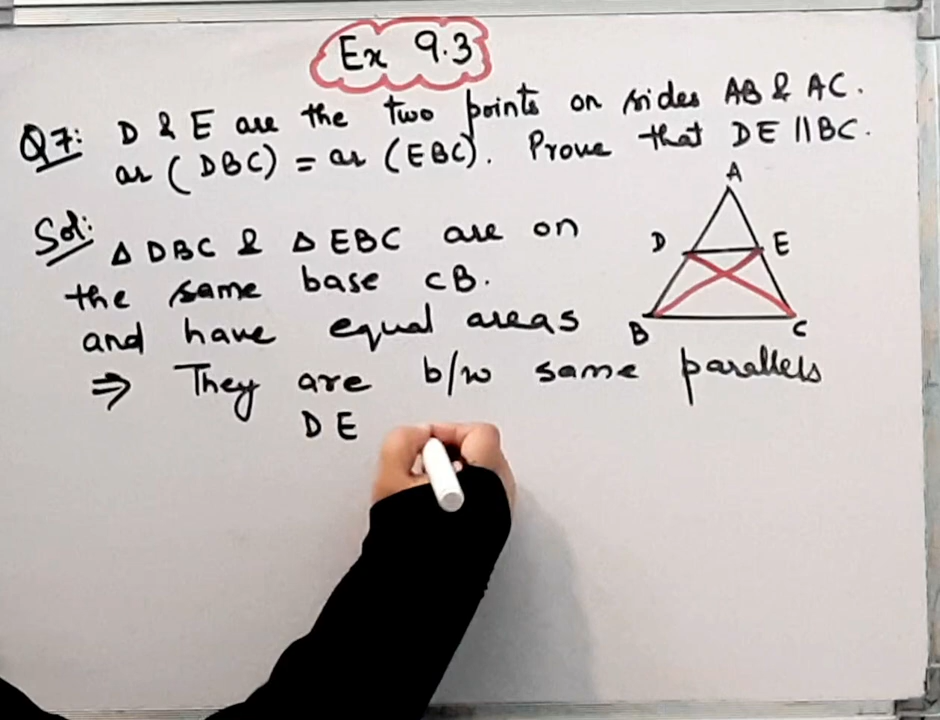 Ex 9.3
Q7: D & E are the two points on sides AB & AC.
ar (DBC) = ar (EBC). Prove that DE || BC.
Sol:
Δ DBC & Δ EBC are on
the same base CB.
and have equal areas
⇒ They are b/w same parallels
D E
A
D
E
B
C